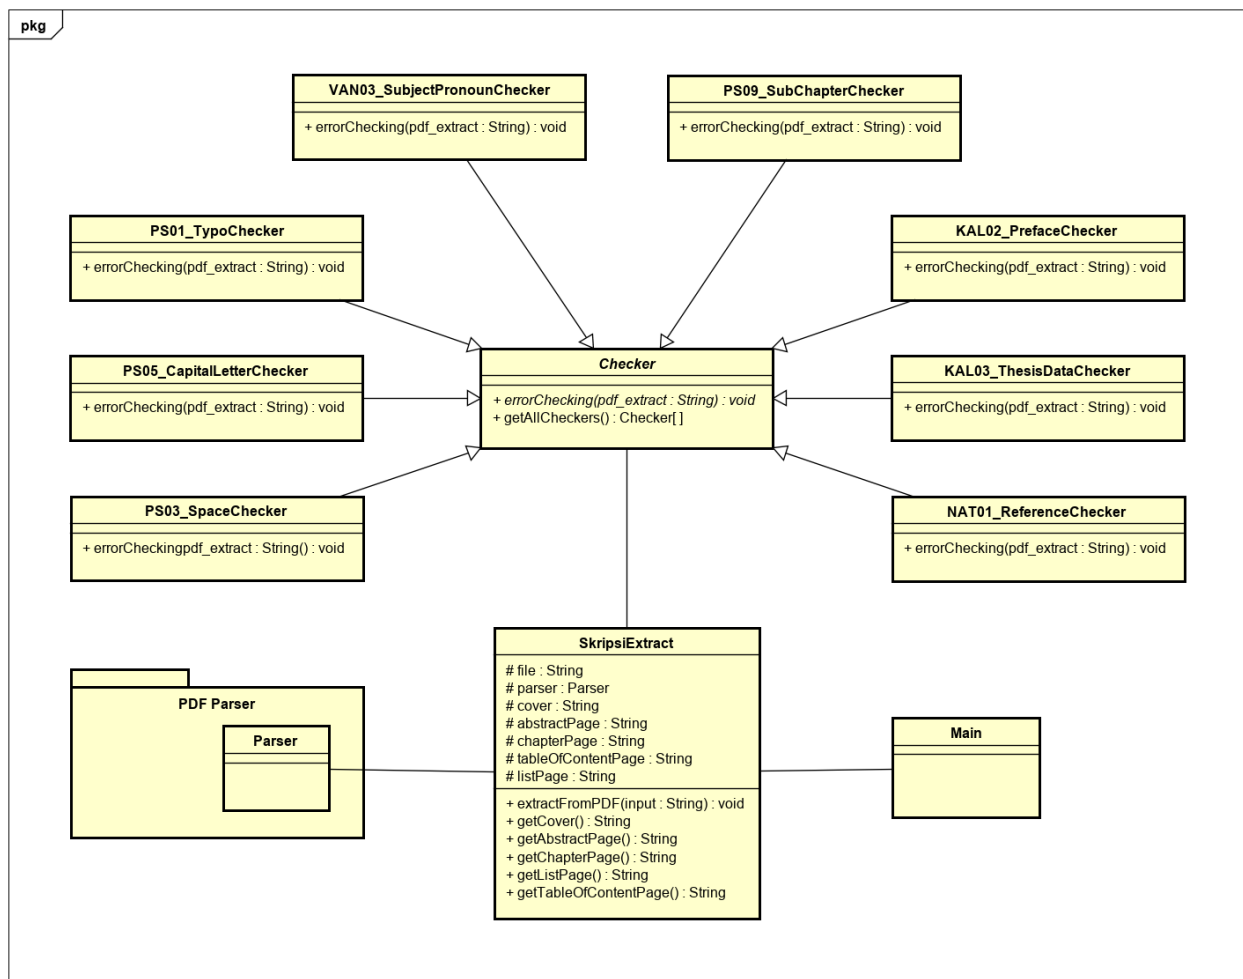 pkg
VAN03_SubjectPronounChecker
+ errorChecking(pdf_extract : String) : void
PS09_SubChapterChecker
+ errorChecking(pdf_extract : String) : void
PS01_TypoChecker
+ errorChecking(pdf_extract : String) : void
KAL02_PrefaceChecker
+ errorChecking(pdf_extract : String) : void
PS05_CapitalLetterChecker
+ errorChecking(pdf_extract : String) : void
Checker
+ errorChecking(pdf_extract : String) : void
+ getAllCheckers() : Checker[ ]
KAL03_ThesisDataChecker
+ errorChecking(pdf_extract : String) : void
PS03_SpaceChecker
+ errorCheckingpdf_extract : String() : void
NAT01_ReferenceChecker
+ errorChecking(pdf_extract : String) : void
PDF Parser
Parser
SkripsiExtract
# file : String
# parser : Parser
# cover : String
# abstractPage : String
# chapterPage : String
# tableOfContentPage : String
# listPage : String
+ extractFromPDF(input : String) : void
+ getCover() : String
+ getAbstractPage() : String
+ getChapterPage() : String
+ getListPage() : String
+ getTableOfContentPage() : String
Main